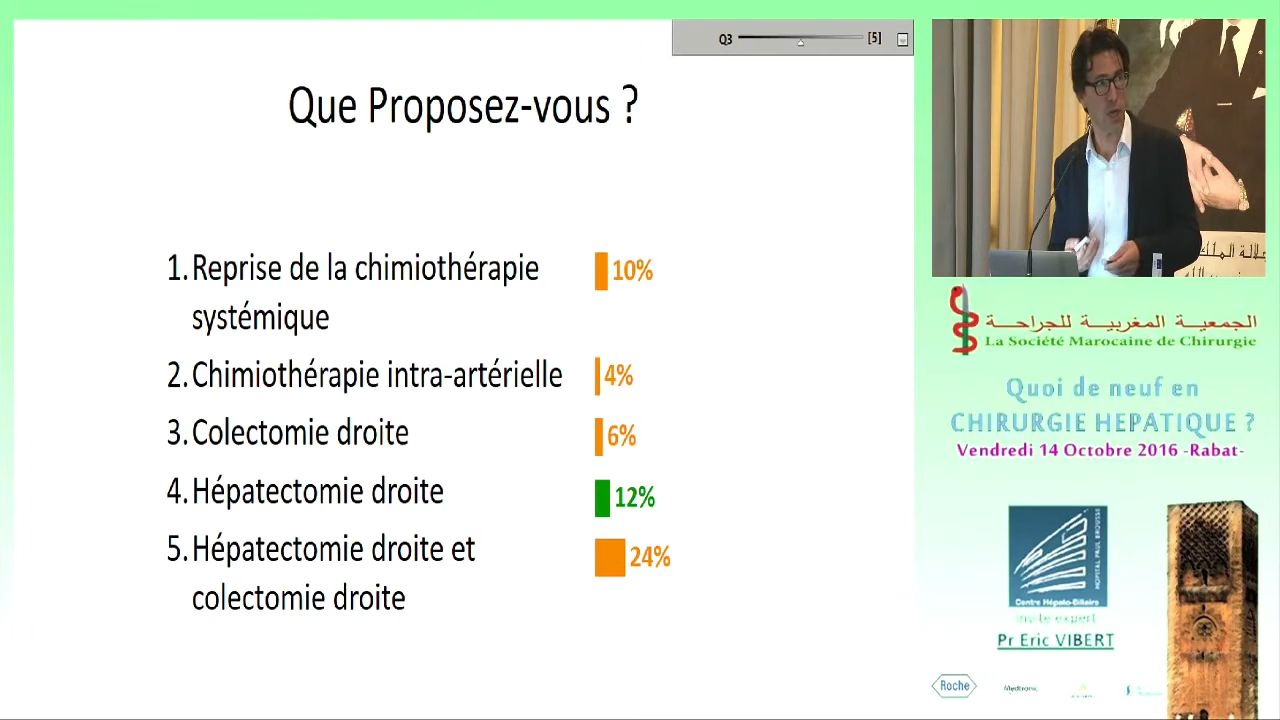 Q3 [5]
Que Proposez-vous ?
1. Reprise de la chimiothérapie 10%
systémique
2. Chimiothérapie intra-artérielle 4%
3. Colectomie droite 6%
4. Hépatectomie droite 12%
5. Hépatectomie droite et 24%
colectomie droite
الجمعية المغربية للجراحة
La Société Marocaine de Chirurgie
Quoi de neuf en
CHIRURGIE HEPATIQUE ?
Vendredi 14 Octobre 2016 -Rabat-
HOPITAL PAUL BROUSSE
Centre Hépato-Biliaire
Invité expert
Pr Eric VIBERT
Roche
Medtronic